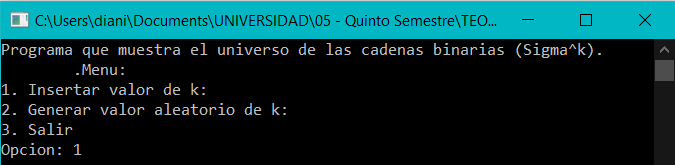 C:\Users\diani\Documents\UNIVERSIDAD\05 - Quinto Semestre\TEO...
Programa que muestra el universo de las cadenas binarias (Sigma^k).
.Menu:
1. Insertar valor de k:
2. Generar valor aleatorio de k:
3. Salir
Opcion: 1